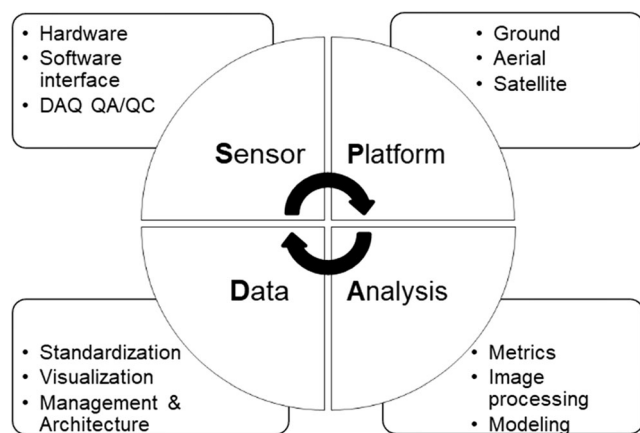 • Hardware
• Software
interface
• DAQ QA/QC
• Ground
• Aerial
• Satellite
Sensor
Platform
Data
Analysis
• Standardization
• Visualization
• Management &
Architecture
• Metrics
• Image
processing
• Modeling